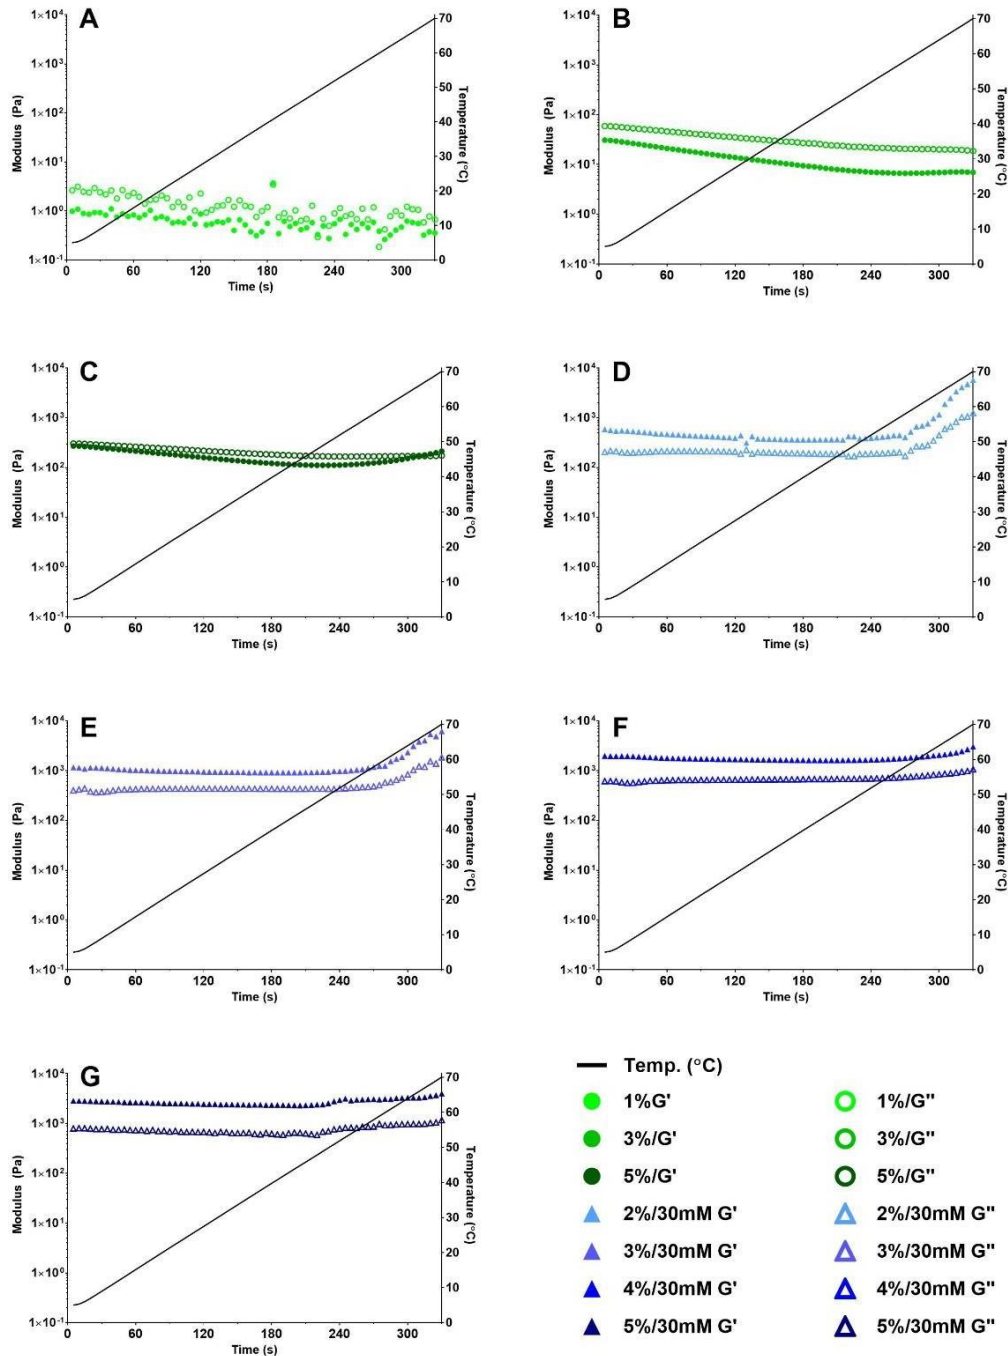 A
1×10⁴
1×10³
1×10²
1×10¹
1×10⁰
1×10⁻¹
Modulus (Pa)
0 60 120 180 240 300
Time (s)
70
60
50
40
30
20
10
0
Temperature (°C)
B
1×10⁴
1×10³
1×10²
1×10¹
1×10⁰
1×10⁻¹
Modulus (Pa)
0 60 120 180 240 300
Time (s)
70
60
50
40
30
20
10
0
Temperature (°C)
C
1×10⁴
1×10³
1×10²
1×10¹
1×10⁰
1×10⁻¹
Modulus (Pa)
0 60 120 180 240 300
Time (s)
70
60
50
40
30
20
10
0
Temperature (°C)
D
1×10⁴
1×10³
1×10²
1×10¹
1×10⁰
1×10⁻¹
Modulus (Pa)
0 60 120 180 240 300
Time (s)
70
60
50
40
30
20
10
0
Temperature (°C)
E
1×10⁴
1×10³
1×10²
1×10¹
1×10⁰
1×10⁻¹
Modulus (Pa)
0 60 120 180 240 300
Time (s)
70
60
50
40
30
20
10
0
Temperature (°C)
F
1×10⁴
1×10³
1×10²
1×10¹
1×10⁰
1×10⁻¹
Modulus (Pa)
0 60 120 180 240 300
Time (s)
70
60
50
40
30
20
10
0
Temperature (°C)
G
1×10⁴
1×10³
1×10²
1×10¹
1×10⁰
1×10⁻¹
Modulus (Pa)
0 60 120 180 240 300
Time (s)
70
60
50
40
30
20
10
0
Temperature (°C)
Temp. (°C)
1%G' 1%/G"
3%/G' 3%/G"
5%/G' 5%/G"
2%/30mM G' 2%/30mM G"
3%/30mM G' 3%/30mM G"
4%/30mM G' 4%/30mM G"
5%/30mM G' 5%/30mM G"